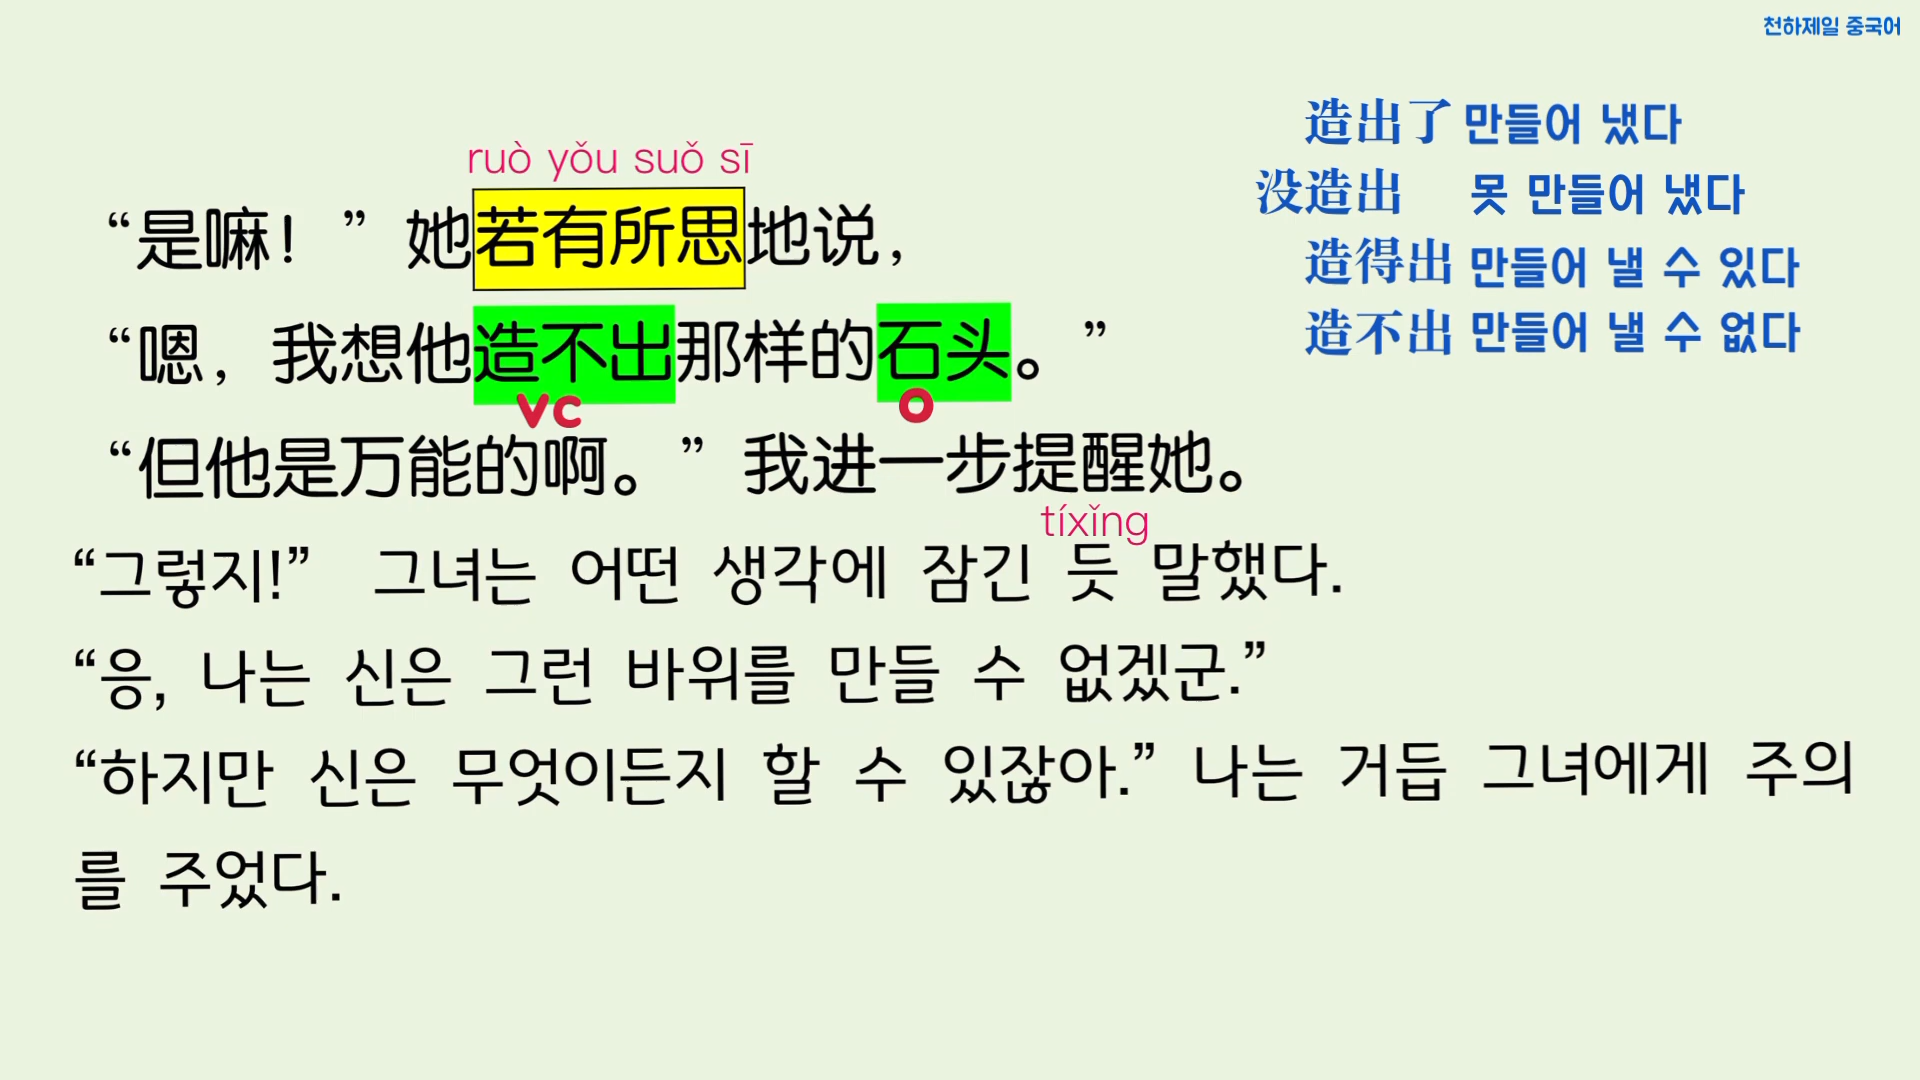 천하제일 중국어
造出了 만들어 냈다
没造出 못 만들어 냈다
造得出 만들어 낼 수 있다
造不出 만들어 낼 수 없다
ruò yǒu suǒ sī
“是嘛！”她若有所思地说，
“嗯，我想他造不出那样的石头。”
vc o
“但他是万能的啊。”我进一步提醒她。
tíxǐng
“그렇지!” 그녀는 어떤 생각에 잠긴 듯 말했다.
“응, 나는 신은 그런 바위를 만들 수 없겠군.”
“하지만 신은 무엇이든지 할 수 있잖아.” 나는 거듭 그녀에게 주의
를 주었다.